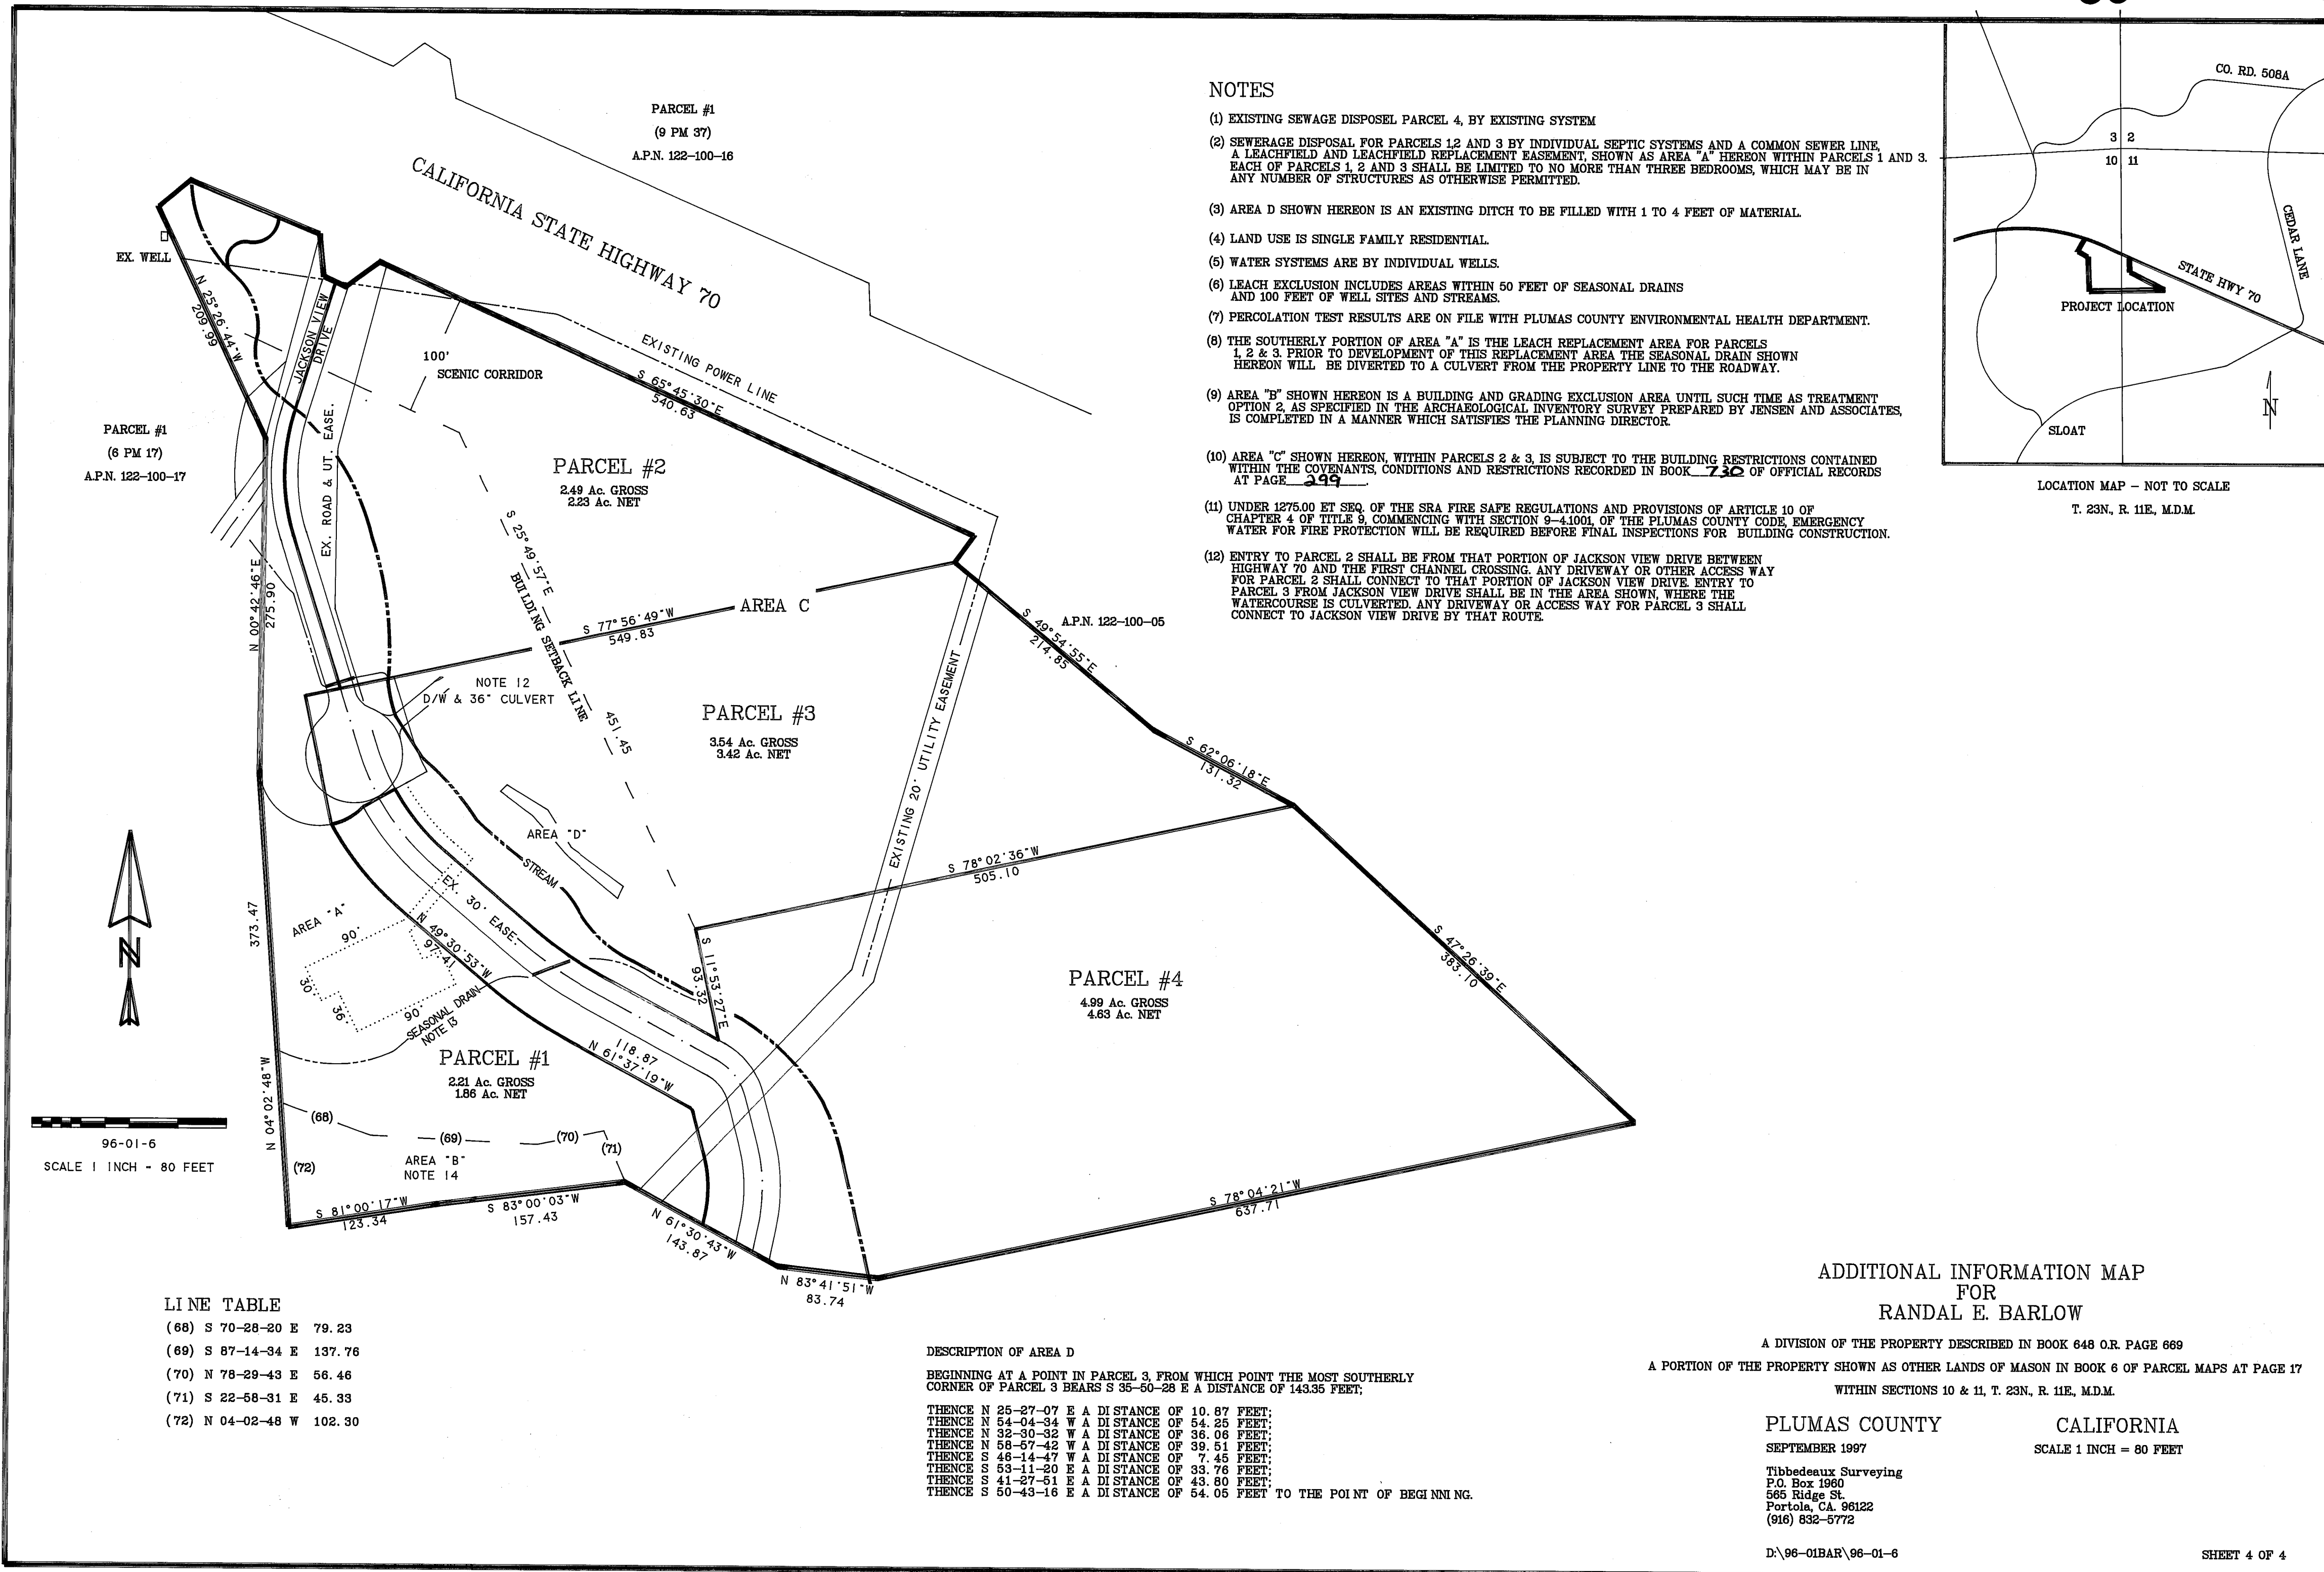 PARCEL #1
(9 PM 37)
A.P.N. 122-100-16
CALIFORNIA STATE HIGHWAY 70
EX. WELL
N 25°26'44"W
209.99
JACKSON VIEW
DRIVE
EX. ROAD & UT. EASE.
100'
SCENIC CORRIDOR
EXISTING POWER LINE
S 65°45'30"E
540.63
PARCEL #1
(6 PM 17)
A.P.N. 122-100-17
PARCEL #2
2.49 Ac. GROSS
2.23 Ac. NET
S 25°49'57"E
BUILDING SETBACK LINE
451.45
N 00°42'46"E
275.90
AREA C
S 77°56'49"W
549.83
A.P.N. 122-100-05
S 49°54'55"E
214.85
NOTE 12
D/W & 36" CULVERT
PARCEL #3
3.54 Ac. GROSS
3.42 Ac. NET
EXISTING 20' UTILITY EASEMENT
S 62°06'18"E
131.32
AREA "D"
STREAM
S 78°02'36"W
505.10
EX. 30' EASE.
AREA "A"
90'
30'
36'
90'
N 49°30'53"W
97.41
SEASONAL DRAIN
NOTE 13
S 11°53'27"E
93.32
373.47
N 04°02'48"W
S 47°26'39"E
383.10
PARCEL #4
4.99 Ac. GROSS
4.63 Ac. NET
PARCEL #1
2.21 Ac. GROSS
1.86 Ac. NET
118.87
N 61°37'19"W
(68)
(69)
(70)
(71)
(72)
AREA "B"
NOTE 14
S 81°00'17"W
123.34
S 83°00'03"W
157.43
N 61°30'43"W
143.87
N 83°41'51"W
83.74
S 78°04'21"W
637.71
N
96-01-6
SCALE 1 INCH = 80 FEET
NOTES
(1) EXISTING SEWAGE DISPOSEL PARCEL 4, BY EXISTING SYSTEM
(2) SEWERAGE DISPOSAL FOR PARCELS 1,2 AND 3 BY INDIVIDUAL SEPTIC SYSTEMS AND A COMMON SEWER LINE,
A LEACHFIELD AND LEACHFIELD REPLACEMENT EASEMENT, SHOWN AS AREA "A" HEREON WITHIN PARCELS 1 AND 3.
EACH OF PARCELS 1, 2 AND 3 SHALL BE LIMITED TO NO MORE THAN THREE BEDROOMS, WHICH MAY BE IN
ANY NUMBER OF STRUCTURES AS OTHERWISE PERMITTED.
(3) AREA D SHOWN HEREON IS AN EXISTING DITCH TO BE FILLED WITH 1 TO 4 FEET OF MATERIAL.
(4) LAND USE IS SINGLE FAMILY RESIDENTIAL.
(5) WATER SYSTEMS ARE BY INDIVIDUAL WELLS.
(6) LEACH EXCLUSION INCLUDES AREAS WITHIN 50 FEET OF SEASONAL DRAINS
AND 100 FEET OF WELL SITES AND STREAMS.
(7) PERCOLATION TEST RESULTS ARE ON FILE WITH PLUMAS COUNTY ENVIRONMENTAL HEALTH DEPARTMENT.
(8) THE SOUTHERLY PORTION OF AREA "A" IS THE LEACH REPLACEMENT AREA FOR PARCELS
1, 2 & 3. PRIOR TO DEVELOPMENT OF THIS REPLACEMENT AREA THE SEASONAL DRAIN SHOWN
HEREON WILL BE DIVERTED TO A CULVERT FROM THE PROPERTY LINE TO THE ROADWAY.
(9) AREA "B" SHOWN HEREON IS A BUILDING AND GRADING EXCLUSION AREA UNTIL SUCH TIME AS TREATMENT
OPTION 2, AS SPECIFIED IN THE ARCHAEOLOGICAL INVENTORY SURVEY PREPARED BY JENSEN AND ASSOCIATES,
IS COMPLETED IN A MANNER WHICH SATISFIES THE PLANNING DIRECTOR.
(10) AREA "C" SHOWN HEREON, WITHIN PARCELS 2 & 3, IS SUBJECT TO THE BUILDING RESTRICTIONS CONTAINED
WITHIN THE COVENANTS, CONDITIONS AND RESTRICTIONS RECORDED IN BOOK 730 OF OFFICIAL RECORDS
AT PAGE 299.
(11) UNDER 1275.00 ET SEQ. OF THE SRA FIRE SAFE REGULATIONS AND PROVISIONS OF ARTICLE 10 OF
CHAPTER 4 OF TITLE 9, COMMENCING WITH SECTION 9-4.1001, OF THE PLUMAS COUNTY CODE, EMERGENCY
WATER FOR FIRE PROTECTION WILL BE REQUIRED BEFORE FINAL INSPECTIONS FOR BUILDING CONSTRUCTION.
(12) ENTRY TO PARCEL 2 SHALL BE FROM THAT PORTION OF JACKSON VIEW DRIVE BETWEEN
HIGHWAY 70 AND THE FIRST CHANNEL CROSSING. ANY DRIVEWAY OR OTHER ACCESS WAY
FOR PARCEL 2 SHALL CONNECT TO THAT PORTION OF JACKSON VIEW DRIVE. ENTRY TO
PARCEL 3 FROM JACKSON VIEW DRIVE SHALL BE IN THE AREA SHOWN, WHERE THE
WATERCOURSE IS CULVERTED. ANY DRIVEWAY OR ACCESS WAY FOR PARCEL 3 SHALL
CONNECT TO JACKSON VIEW DRIVE BY THAT ROUTE.
CO. RD. 508A
3 2
10 11
CEDAR LANE
STATE HWY 70
PROJECT LOCATION
SLOAT
N
LOCATION MAP - NOT TO SCALE
T. 23N., R. 11E., M.D.M.
LINE TABLE
(68) S 70-28-20 E 79.23
(69) S 87-14-34 E 137.76
(70) N 78-29-43 E 56.46
(71) S 22-58-31 E 45.33
(72) N 04-02-48 W 102.30
DESCRIPTION OF AREA D
BEGINNING AT A POINT IN PARCEL 3, FROM WHICH POINT THE MOST SOUTHERLY
CORNER OF PARCEL 3 BEARS S 35-50-28 E A DISTANCE OF 143.35 FEET;
THENCE N 25-27-07 E A DISTANCE OF 10.87 FEET;
THENCE N 54-04-34 W A DISTANCE OF 54.25 FEET;
THENCE N 32-30-32 W A DISTANCE OF 36.06 FEET;
THENCE N 58-57-42 W A DISTANCE OF 39.51 FEET;
THENCE S 46-14-47 W A DISTANCE OF 7.45 FEET;
THENCE S 53-11-20 E A DISTANCE OF 33.76 FEET;
THENCE S 41-27-51 E A DISTANCE OF 43.80 FEET;
THENCE S 50-43-16 E A DISTANCE OF 54.05 FEET TO THE POINT OF BEGINNING.
ADDITIONAL INFORMATION MAP
FOR
RANDAL E. BARLOW
A DIVISION OF THE PROPERTY DESCRIBED IN BOOK 648 O.R. PAGE 669
A PORTION OF THE PROPERTY SHOWN AS OTHER LANDS OF MASON IN BOOK 6 OF PARCEL MAPS AT PAGE 17
WITHIN SECTIONS 10 & 11, T. 23N., R. 11E., M.D.M.
PLUMAS COUNTY CALIFORNIA
SEPTEMBER 1997 SCALE 1 INCH = 80 FEET
Tibbedeaux Surveying
P.O. Box 1960
565 Ridge St.
Portola, CA. 96122
(916) 832-5772
D:\96-01BAR\96-01-6
SHEET 4 OF 4